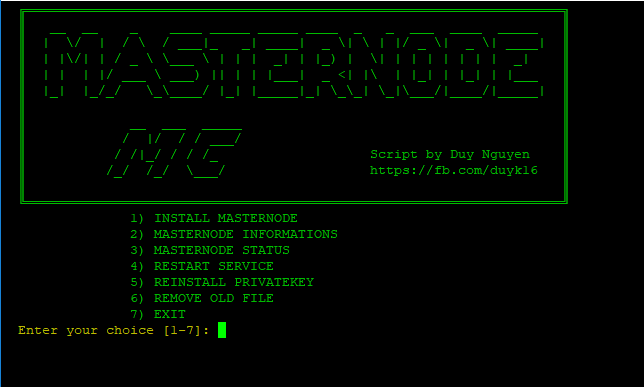 MASTERNODE
ME
Script by Duy Nguyen
https://fb.com/duyk16
1) INSTALL MASTERNODE
2) MASTERNODE INFORMATIONS
3) MASTERNODE STATUS
4) RESTART SERVICE
5) REINSTALL PRIVATEKEY
6) REMOVE OLD FILE
7) EXIT
Enter your choice [1-7]: